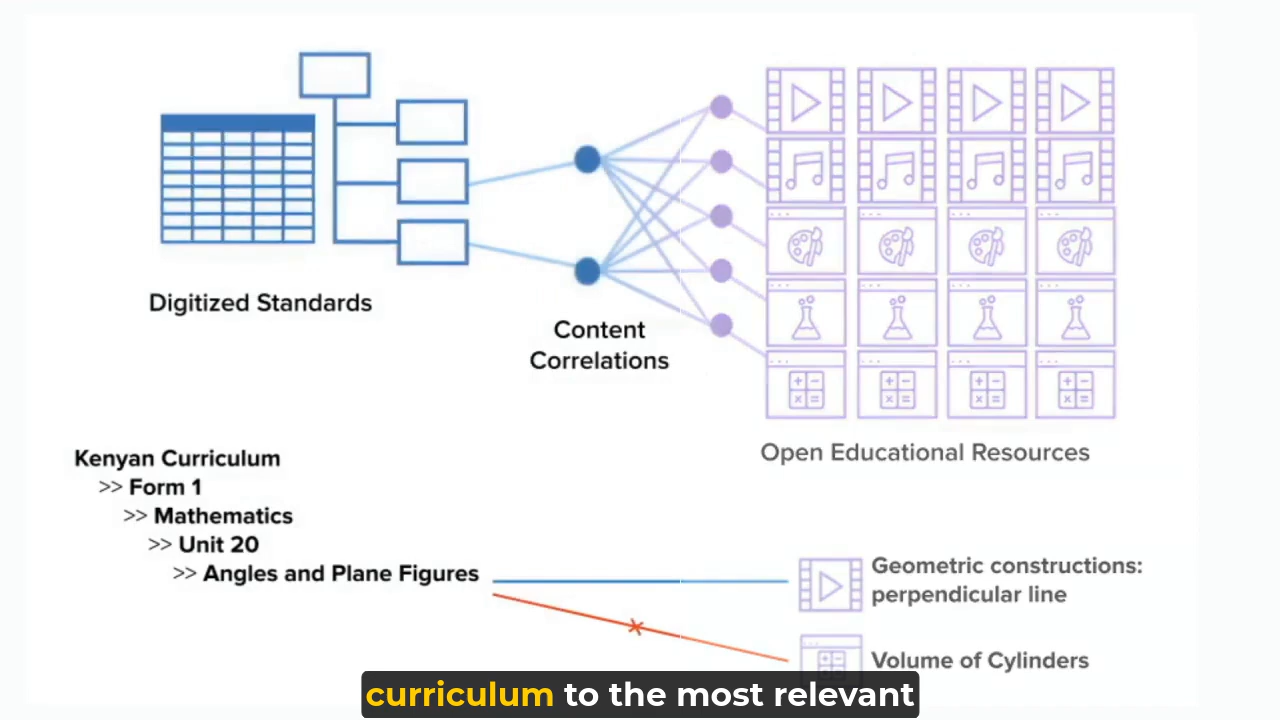 Digitized Standards
Content
Correlations
Open Educational Resources
Kenyan Curriculum
>> Form 1
>> Mathematics
>> Unit 20
>> Angles and Plane Figures
Geometric constructions:
perpendicular line
Volume of Cylinders
curriculum to the most relevant